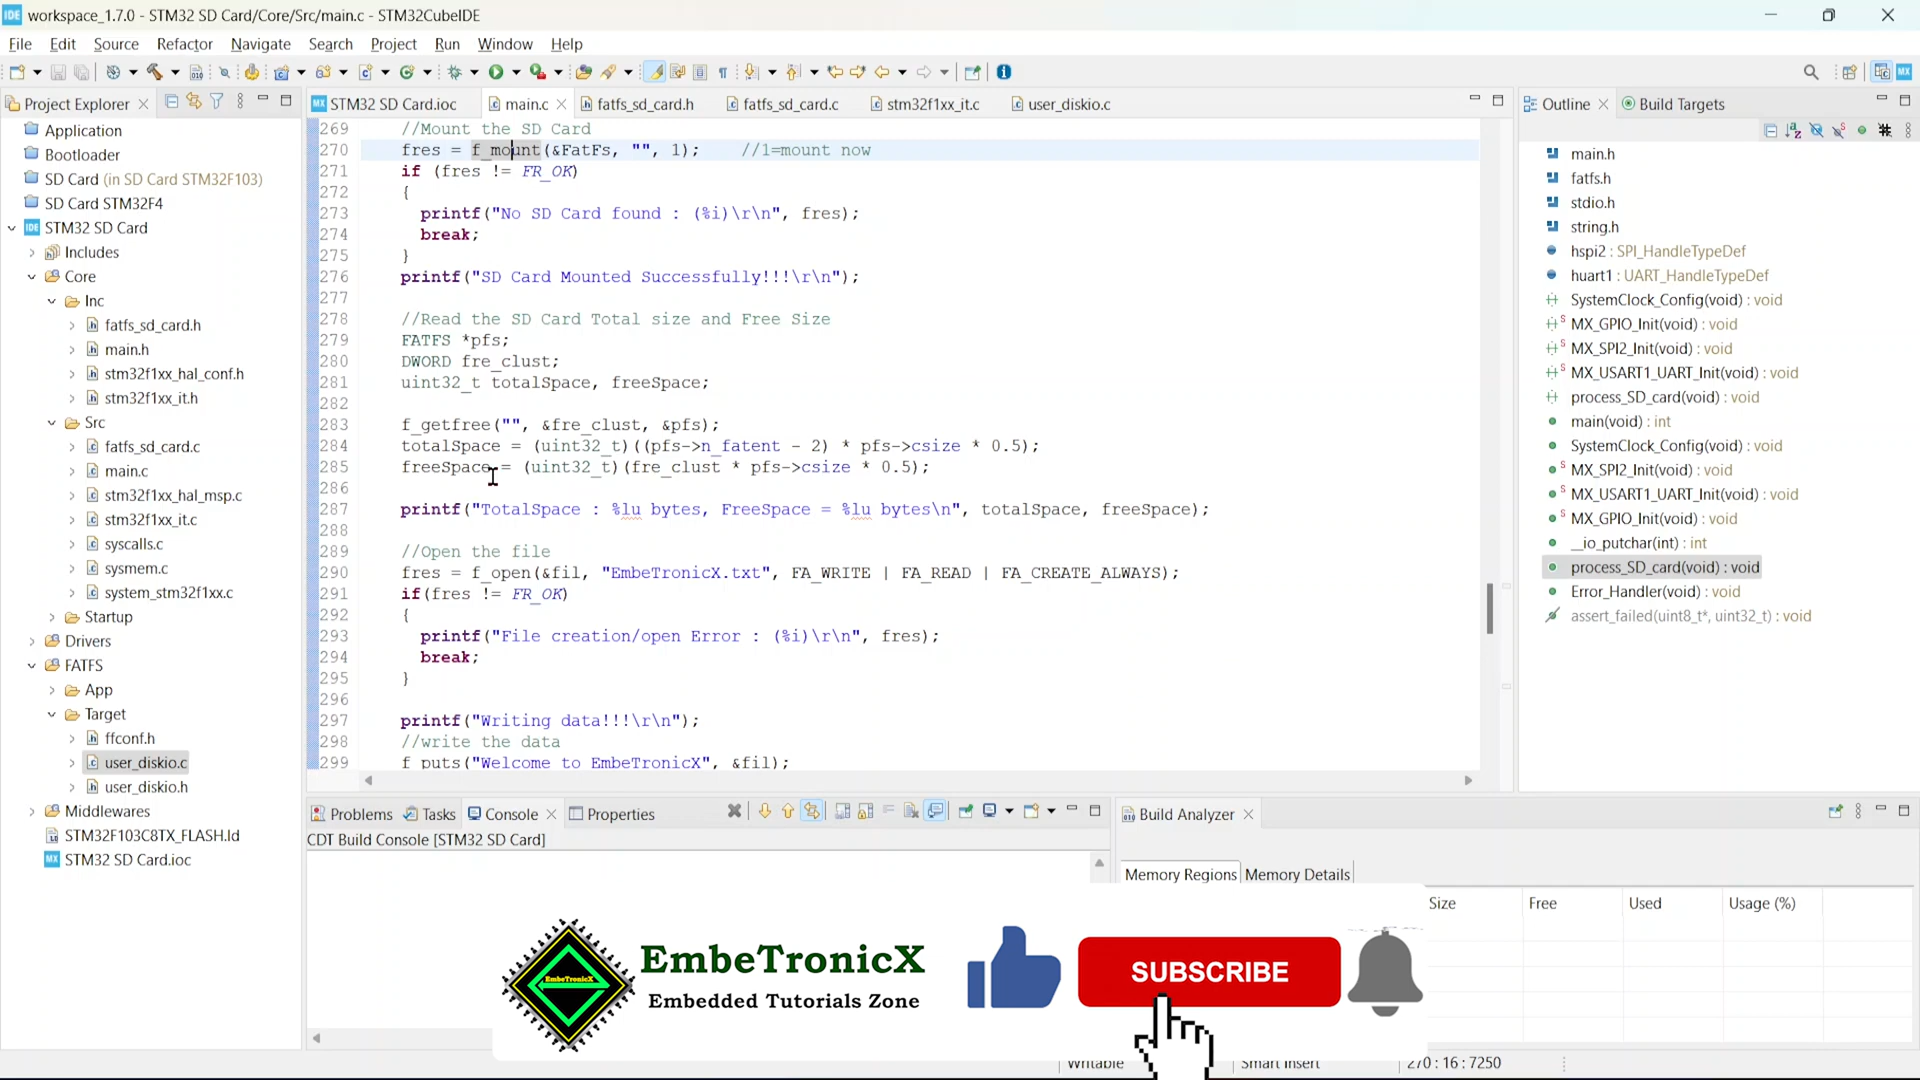 IDE workspace_1.7.0 - STM32 SD Card/Core/Src/main.c - STM32CubeIDE
File Edit Source Refactor Navigate Search Project Run Window Help
Project Explorer
STM32 SD Card.ioc main.c fatfs_sd_card.h fatfs_sd_card.c stm32f1xx_it.c user_diskio.c
Outline Build Targets
Application
Bootloader
SD Card (in SD Card STM32F103)
SD Card STM32F4
STM32 SD Card
Includes
Core
Inc
fatfs_sd_card.h
main.h
stm32f1xx_hal_conf.h
stm32f1xx_it.h
Src
fatfs_sd_card.c
main.c
stm32f1xx_hal_msp.c
stm32f1xx_it.c
syscalls.c
sysmem.c
system_stm32f1xx.c
Startup
Drivers
FATFS
App
Target
ffconf.h
user_diskio.c
user_diskio.h
Middlewares
STM32F103C8TX_FLASH.ld
STM32 SD Card.ioc
269 //Mount the SD Card
270 fres = f_mount(&FatFs, "", 1); //1=mount now
271 if (fres != FR_OK)
272 {
273 printf("No SD Card found : (%i)\r\n", fres);
274 break;
275 }
276 printf("SD Card Mounted Successfully!!!\r\n");
277
278 //Read the SD Card Total size and Free Size
279 FATFS *pfs;
280 DWORD fre_clust;
281 uint32_t totalSpace, freeSpace;
282
283 f_getfree("", &fre_clust, &pfs);
284 totalSpace = (uint32_t)((pfs->n_fatent - 2) * pfs->csize * 0.5);
285 freeSpace = (uint32_t)(fre_clust * pfs->csize * 0.5);
286
287 printf("TotalSpace : %lu bytes, FreeSpace = %lu bytes\n", totalSpace, freeSpace);
288
289 //Open the file
290 fres = f_open(&fil, "EmbeTronicX.txt", FA_WRITE | FA_READ | FA_CREATE_ALWAYS);
291 if(fres != FR_OK)
292 {
293 printf("File creation/open Error : (%i)\r\n", fres);
294 break;
295 }
296
297 printf("Writing data!!!\r\n");
298 //write the data
299 f_puts("Welcome to EmbeTronicX", &fil);
main.h
fatfs.h
stdio.h
string.h
hspi2 : SPI_HandleTypeDef
huart1 : UART_HandleTypeDef
SystemClock_Config(void) : void
MX_GPIO_Init(void) : void
MX_SPI2_Init(void) : void
MX_USART1_UART_Init(void) : void
process_SD_card(void) : void
main(void) : int
SystemClock_Config(void) : void
MX_SPI2_Init(void) : void
MX_USART1_UART_Init(void) : void
MX_GPIO_Init(void) : void
__io_putchar(int) : int
process_SD_card(void) : void
Error_Handler(void) : void
assert_failed(uint8_t*, uint32_t) : void
Problems Tasks Console Properties
CDT Build Console [STM32 SD Card]
Build Analyzer
Memory Regions Memory Details
Size Free Used Usage (%)
EmbeTronicX
EmbeTronicX
Embedded Tutorials Zone
SUBSCRIBE
Writable Smart Insert 270 : 16 : 7250